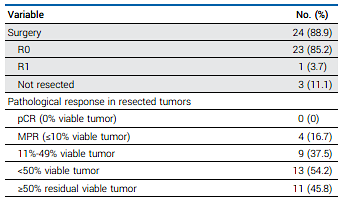 Variable No. (%)
Surgery 24 (88.9)
R0 23 (85.2)
R1 1 (3.7)
Not resected 3 (11.1)
Pathological response in resected tumors
pCR (0% viable tumor) 0 (0)
MPR (≤10% viable tumor) 4 (16.7)
11%-49% viable tumor 9 (37.5)
<50% viable tumor 13 (54.2)
≥50% residual viable tumor 11 (45.8)